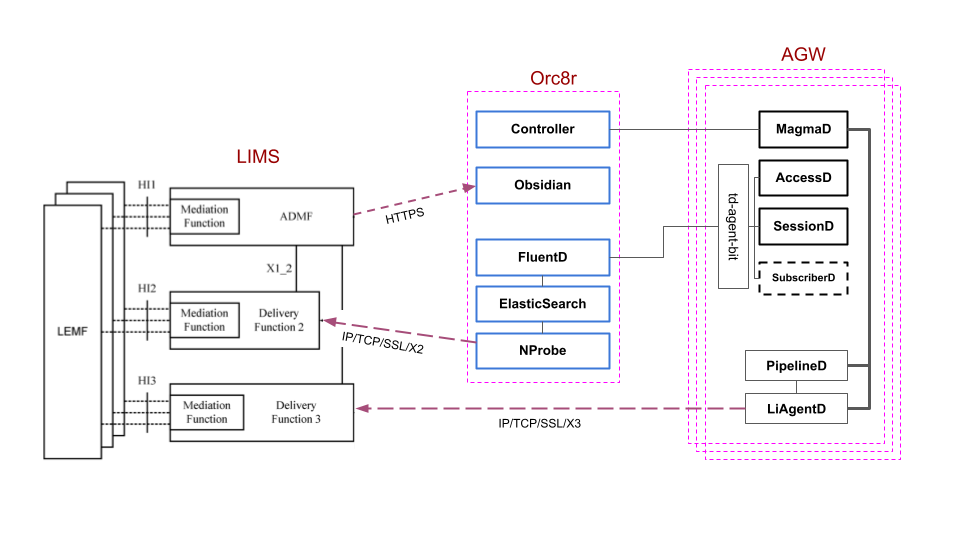 AGW
Orc8r
LIMS
Controller
MagmaD
Obsidian
AccessD
td-agent-bit
SessionD
SubscriberD
FluentD
ElasticSearch
NProbe
PipelineD
LiAgentD
HI1
Mediation
Function
ADMF
HTTPS
X1_2
HI2
Mediation
Function
Delivery
Function 2
IP/TCP/SSL/X2
LEMF
HI3
Mediation
Function
Delivery
Function 3
IP/TCP/SSL/X3